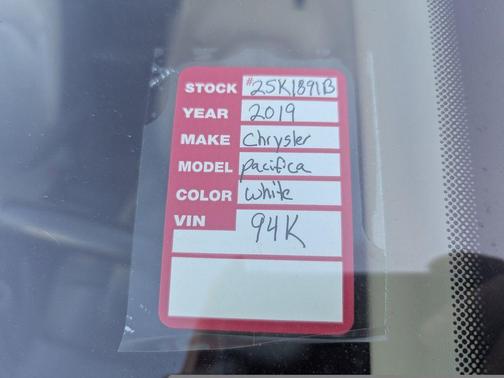 STOCK #25K1891B
YEAR 2019
MAKE Chrysler
MODEL pacifica
COLOR white
VIN 94K